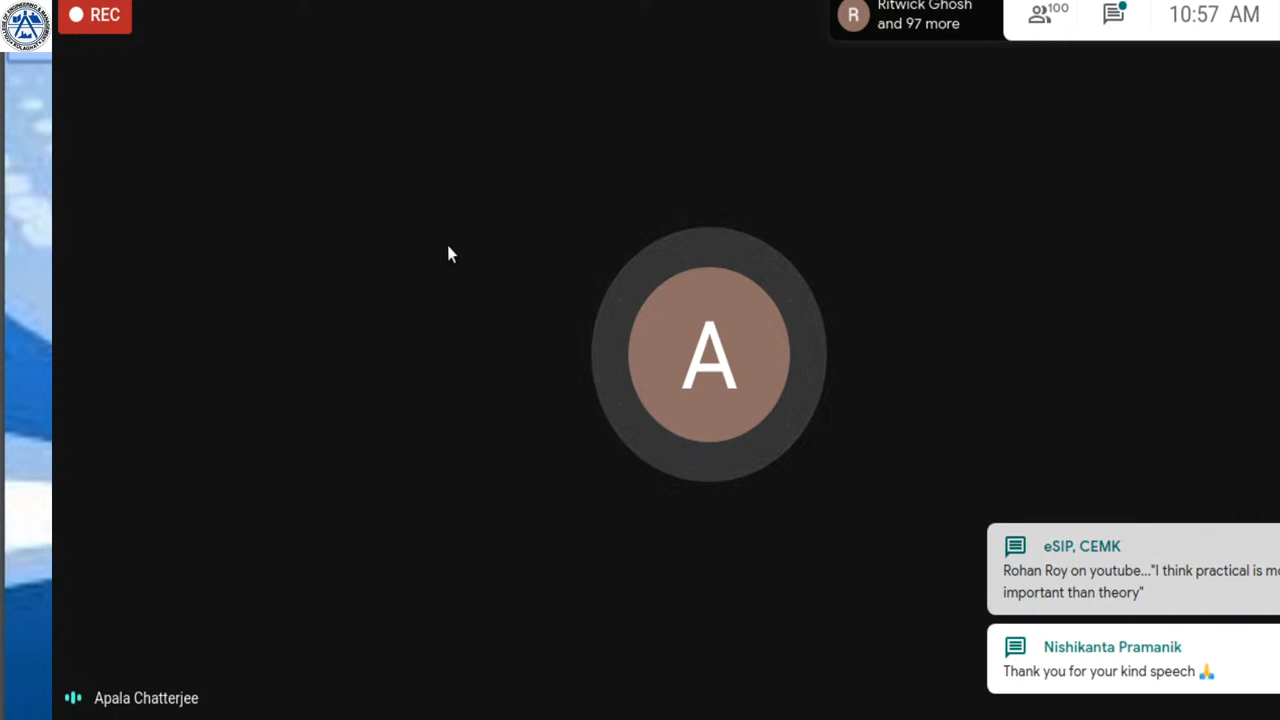 REC
R
Ritwick Ghosh
and 97 more
100
10:57 AM
A
eSIP, CEMK
Rohan Roy on youtube..."I think practical is mo
important than theory"
Nishikanta Pramanik
Thank you for your kind speech 🙏
Apala Chatterjee